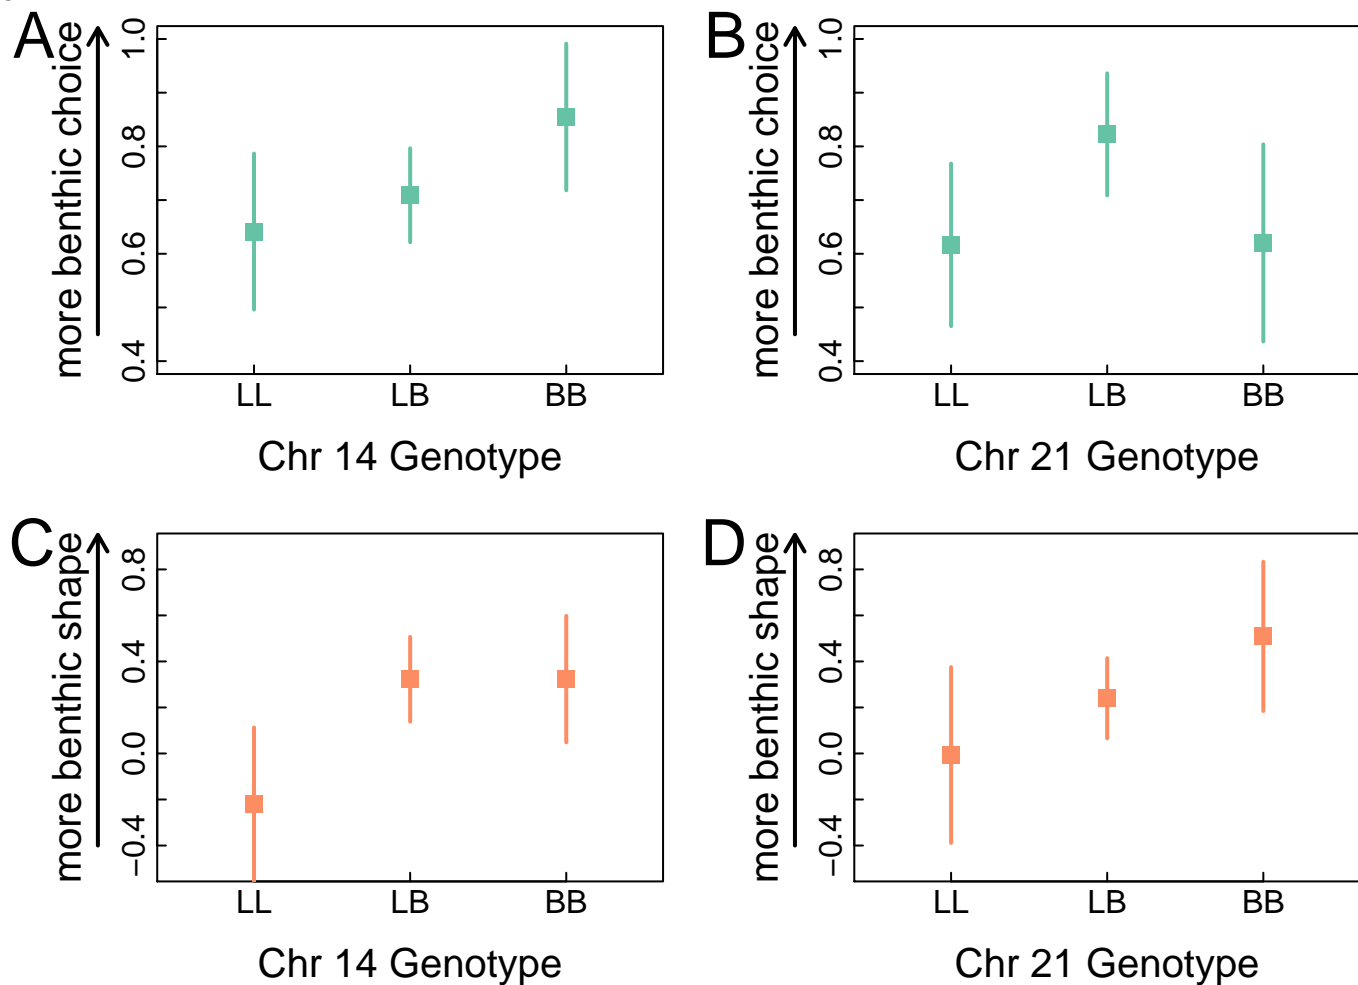 A
more benthic choice
1.0
0.8
0.6
0.4
LL LB BB
Chr 14 Genotype
B
more benthic choice
1.0
0.8
0.6
0.4
LL LB BB
Chr 21 Genotype
C
more benthic shape
0.8
0.4
0.0
−0.4
LL LB BB
Chr 14 Genotype
D
more benthic shape
0.8
0.4
0.0
−0.4
LL LB BB
Chr 21 Genotype